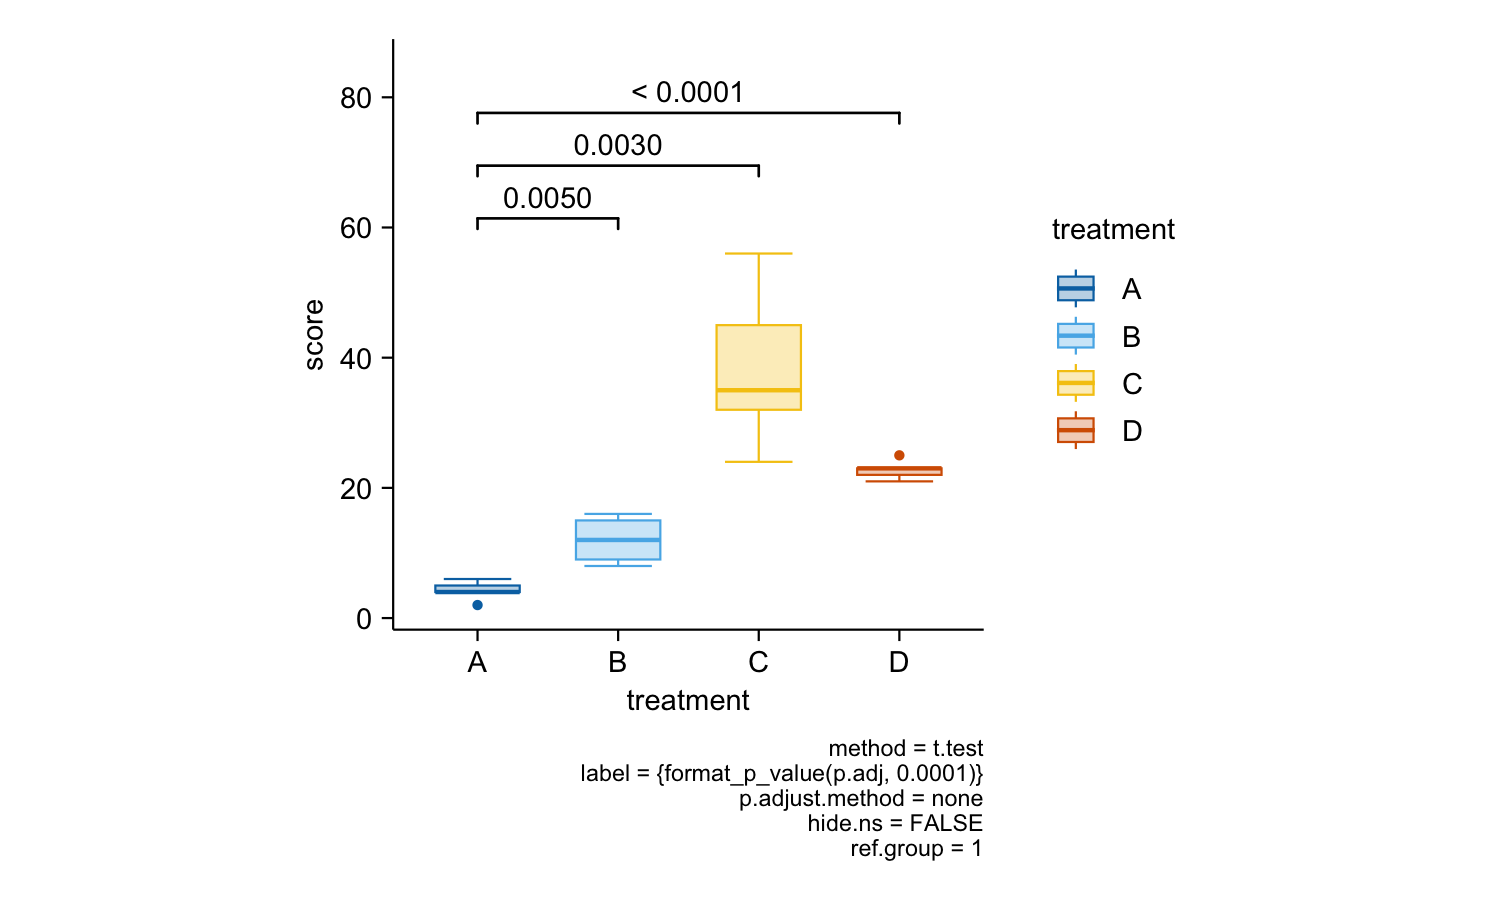 < 0.0001
80
0.0030
0.0050
60
treatment
A
B
C
D
score
40
20
0
A B C D
treatment
method = t.test
label = {format_p_value(p.adj, 0.0001)}
p.adjust.method = none
hide.ns = FALSE
ref.group = 1